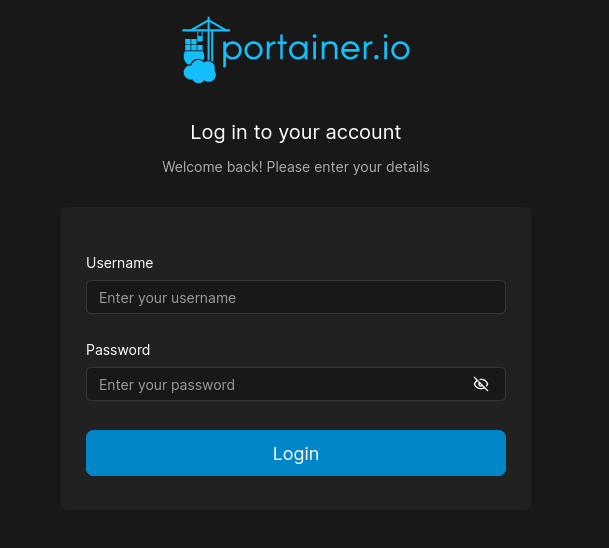 portainer.io
Log in to your account
Welcome back! Please enter your details
Username
Enter your username
Password
Enter your password
Login